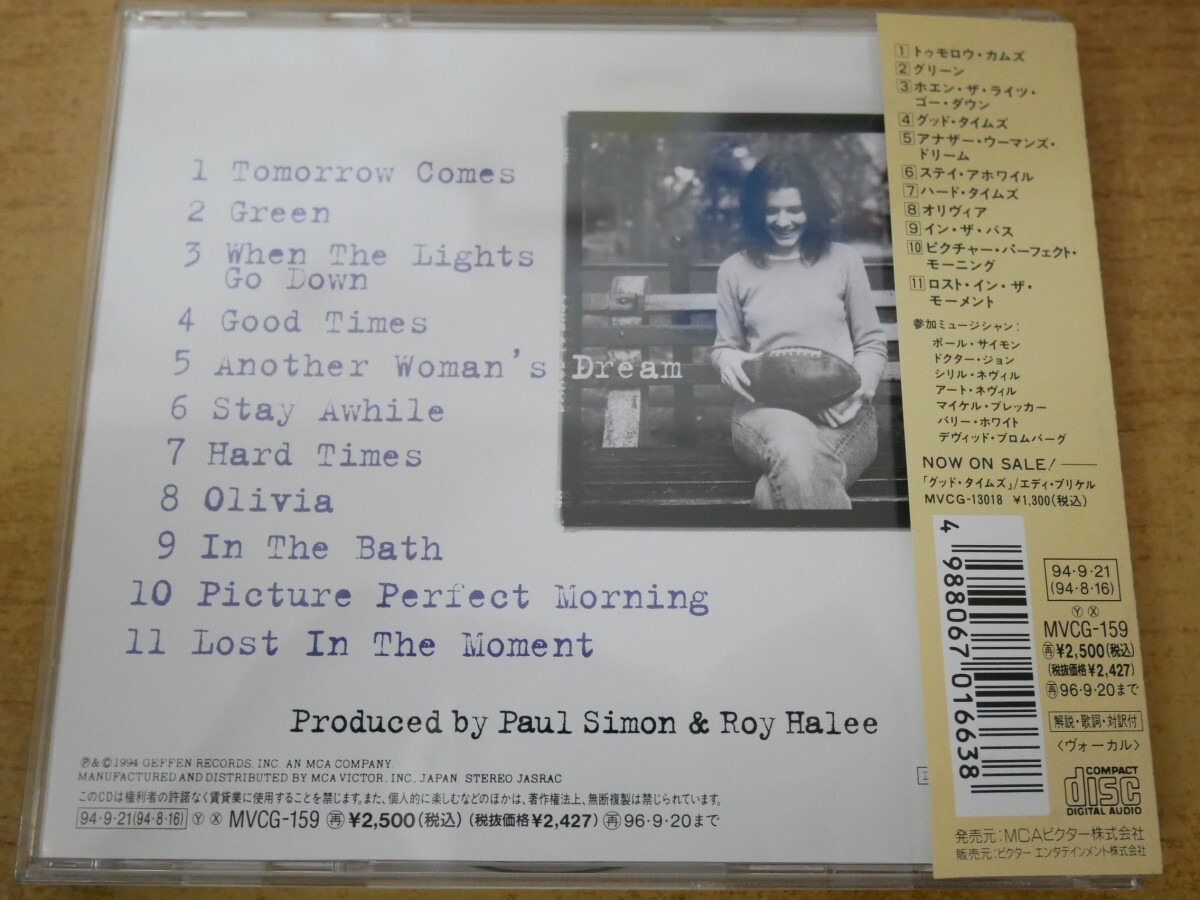 1 Tomorrow Comes
2 Green
3 When The Lights
Go Down
4 Good Times
5 Another Woman's Dream
6 Stay Awhile
7 Hard Times
8 Olivia
9 In The Bath
10 Picture Perfect Morning
11 Lost In The Moment
Produced by Paul Simon & Roy Halee
℗&©1994 GEFFEN RECORDS, INC. AN MCA COMPANY.
MANUFACTURED AND DISTRIBUTED BY MCA VICTOR, INC., JAPAN. STEREO JASRAC
このCDは権利者の許諾なく賃貸業に使用することを禁じます。また、個人的に楽しむなどのほかは、著作権法上、無断複製は禁じられています。
94・9・21(94・8・16) Ⓨ Ⓧ MVCG-159 ㊢¥2,500(税込) (税抜価格¥2,427) 再96・9・20まで
1 トゥモロウ・カムズ
2 グリーン
3 ホエン・ザ・ライツ・
ゴー・ダウン
4 グッド・タイムズ
5 アナザー・ウーマンズ・
ドリーム
6 ステイ・アホワイル
7 ハード・タイムズ
8 オリヴィア
9 イン・ザ・バス
10 ピクチャー・パーフェクト・
モーニング
11 ロスト・イン・ザ・
モーメント
参加ミュージシャン:
ポール・サイモン
ドクター・ジョン
シリル・ネヴィル
アート・ネヴィル
マイケル・ブレッカー
バリー・ホワイト
デヴィッド・ブロムバーグ
NOW ON SALE!
「グッド・タイムズ」/エディ・ブリケル
MVCG-13018 ¥1,300(税込)
4 988067 016638
94・9・21
(94・8・16)
Ⓨ Ⓧ
MVCG-159
再¥2,500(税込)
(税抜価格¥2,427)
再96・9・20まで
解説・歌詞・対訳付
〈ヴォーカル〉
COMPACT
disc
DIGITAL AUDIO
発売元:MCAビクター株式会社
販売元:ビクター エンタテインメント株式会社